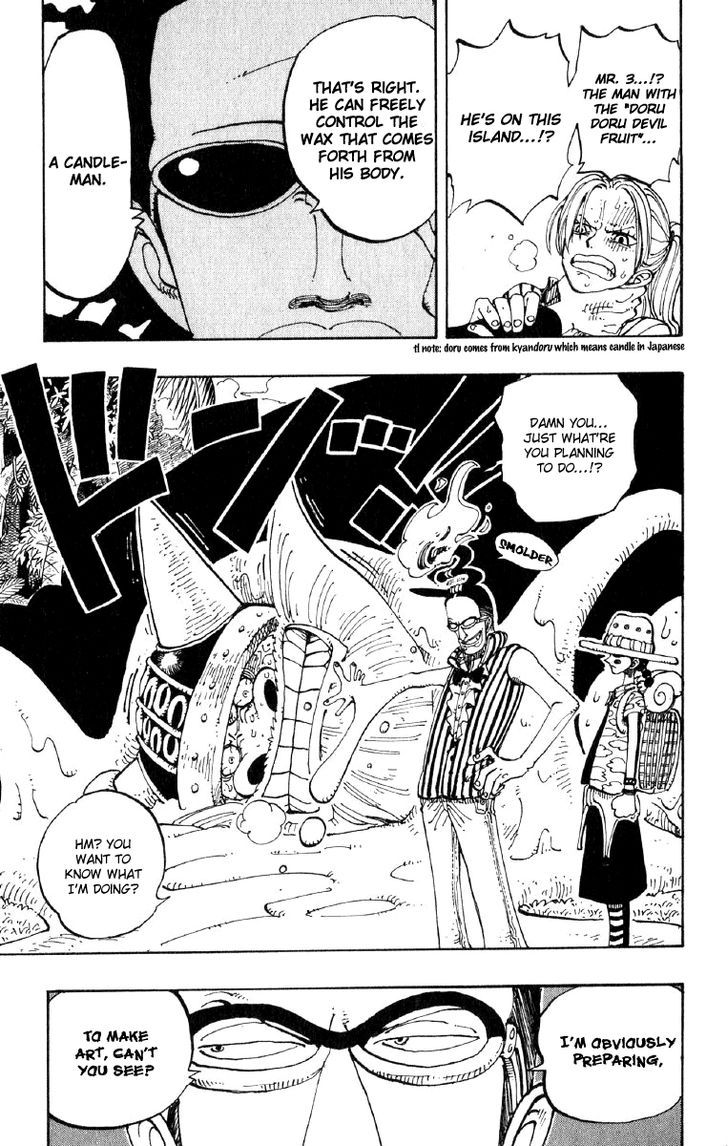 MR. 3...!?
THE MAN WITH
THE "DORU
DORU DEVIL
FRUIT"...
HE'S ON THIS
ISLAND...!?
THAT'S RIGHT.
HE CAN FREELY
CONTROL THE
WAX THAT COMES
FORTH FROM
HIS BODY.
A CANDLE-
MAN.
tl note: doru comes from kyandoru which means candle in Japanese
DAMN YOU...
JUST WHAT'RE
YOU PLANNING
TO DO...!?
ドドン!!
SMOLDER
HM? YOU
WANT TO
KNOW WHAT
I'M DOING?
I'M OBVIOUSLY
PREPARING,
TO MAKE
ART, CAN'T
YOU SEE?